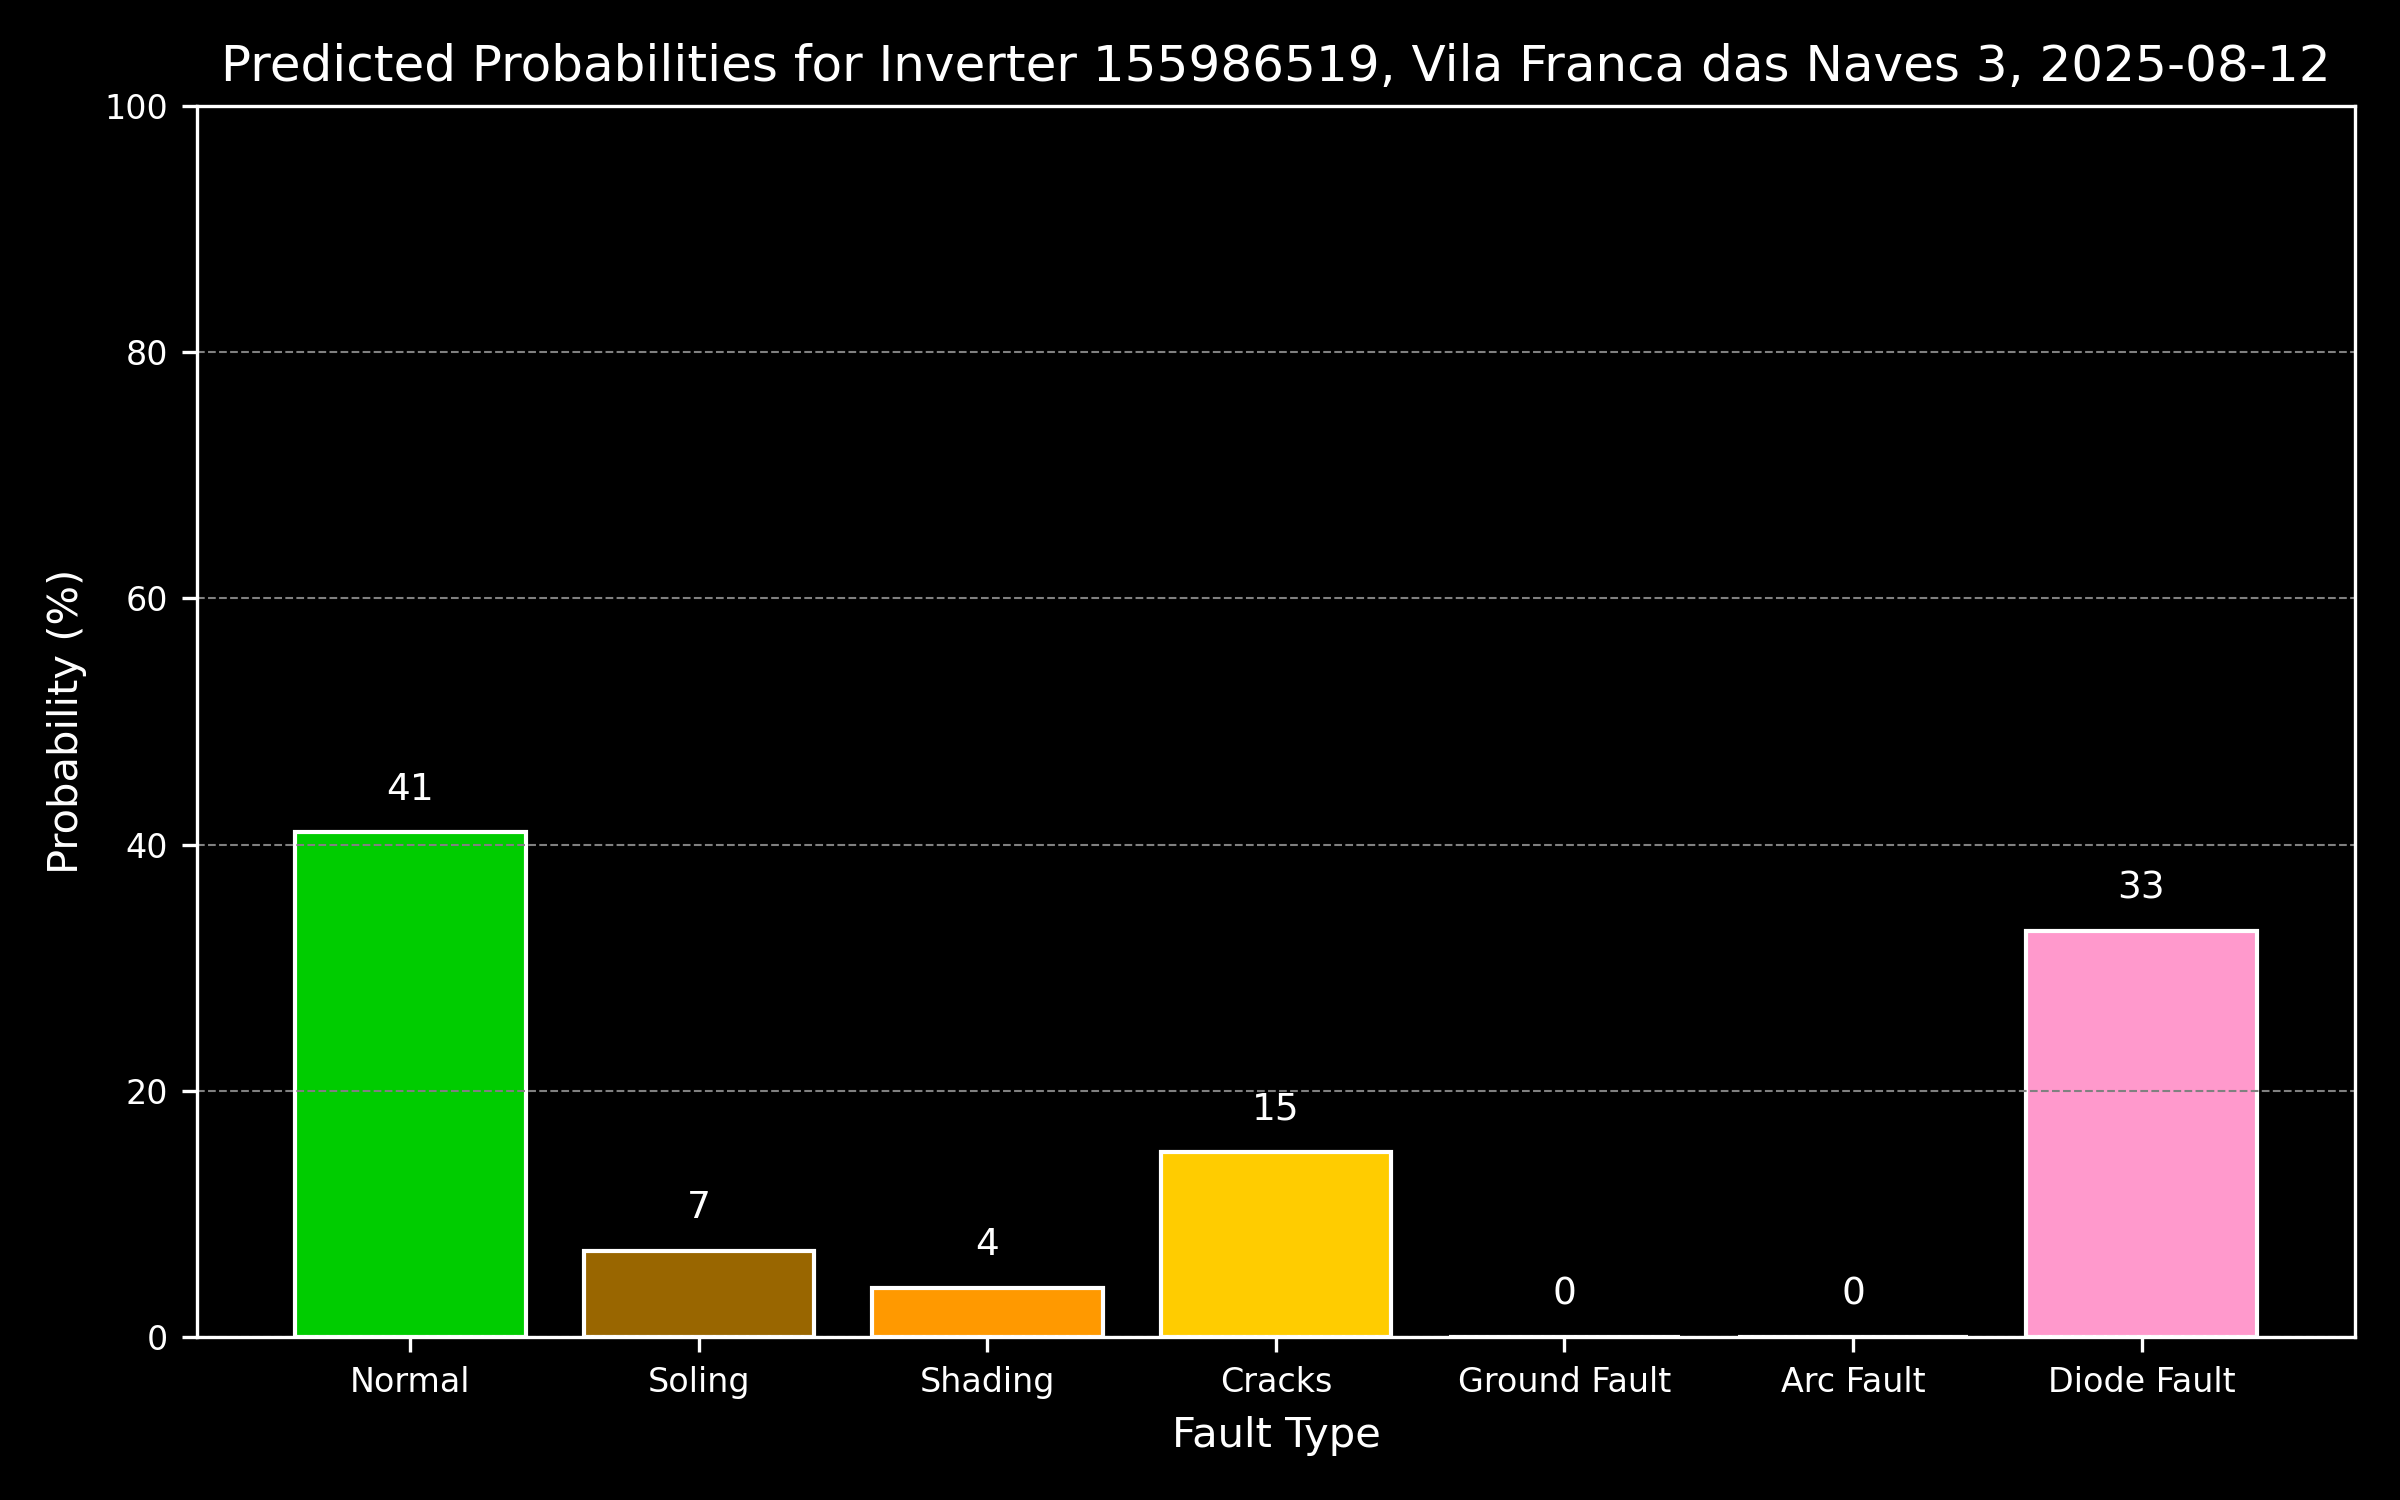 Predicted Probabilities for Inverter 155986519, Vila Franca das Naves 3, 2025-08-12
100
80
60
40
20
0
Probability (%)
41
7
4
15
0
0
33
Normal
Soling
Shading
Cracks
Ground Fault
Arc Fault
Diode Fault
Fault Type